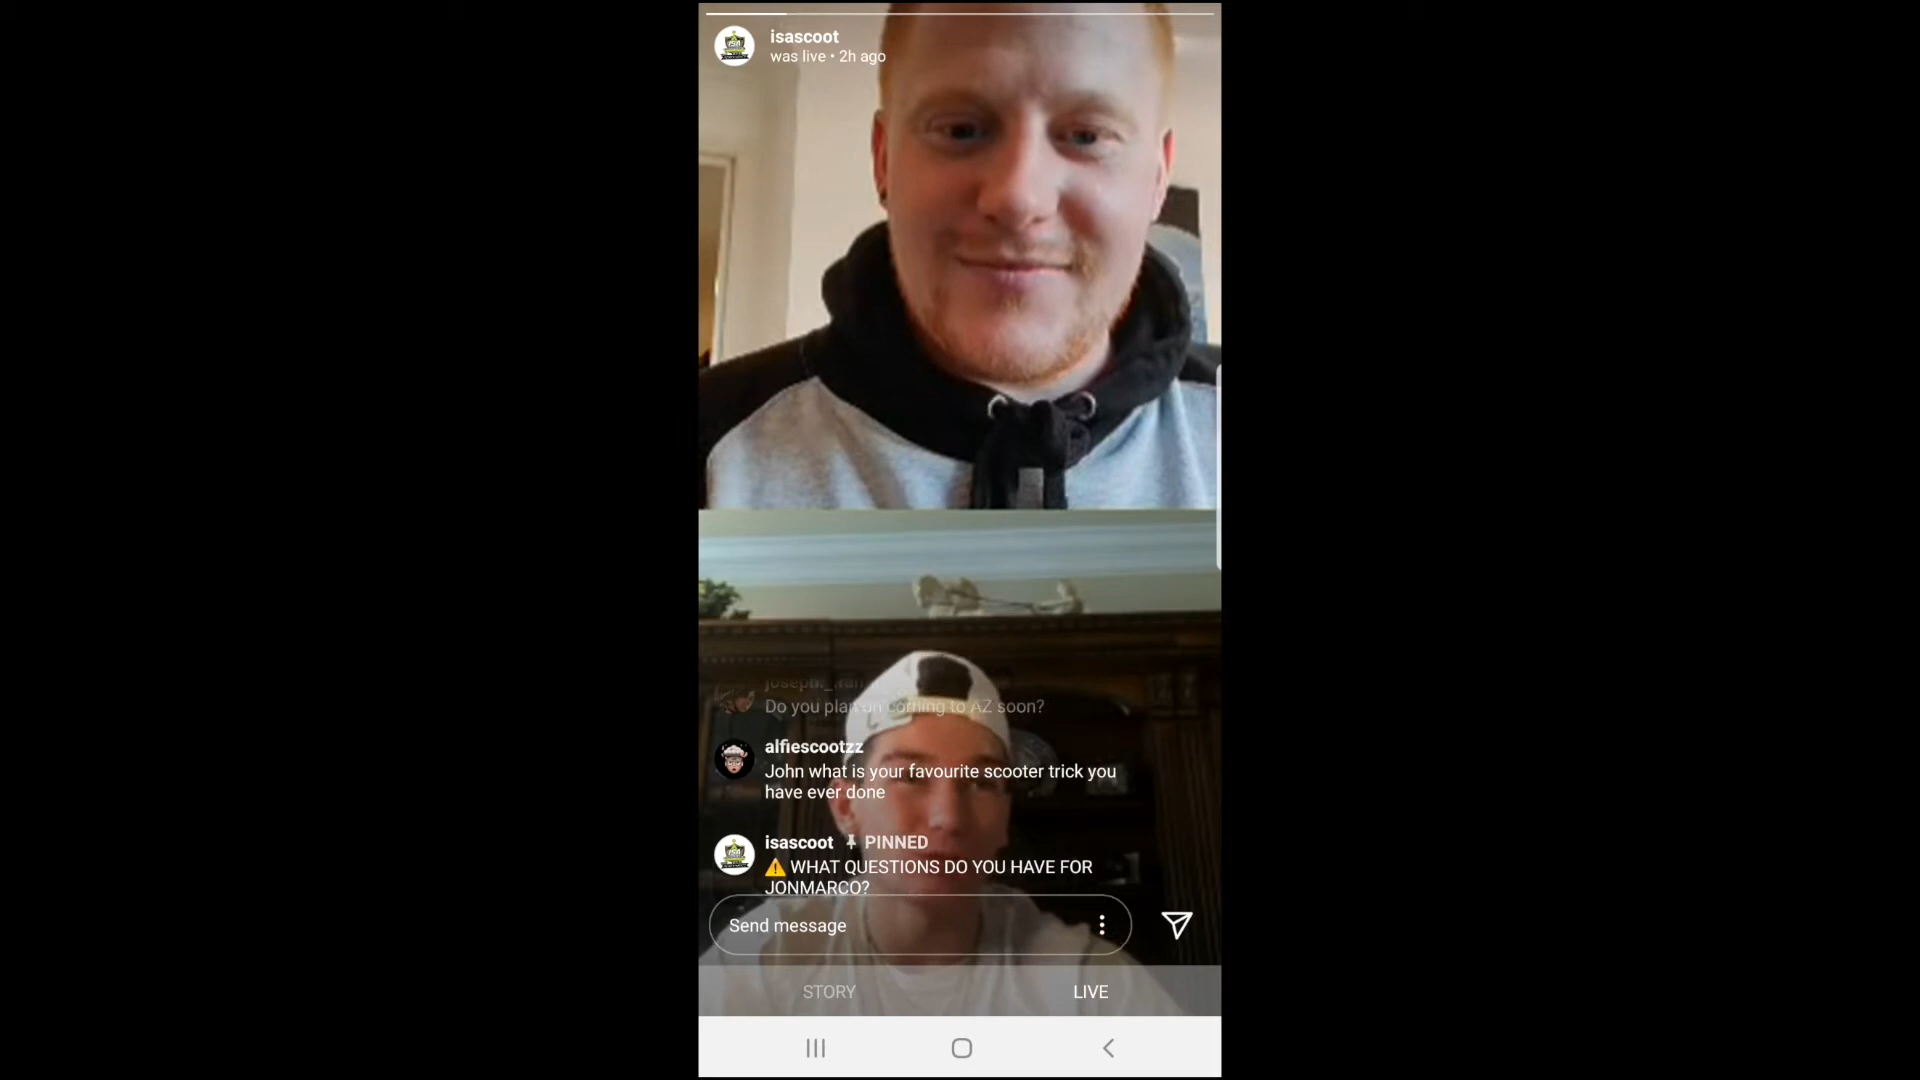 isascoot
was live • 2h ago
Do you plan on coming to AZ soon?
alfiescootzz
John what is your favourite scooter trick you
have ever done
isascoot PINNED
⚠️ WHAT QUESTIONS DO YOU HAVE FOR
JONMARCO?
Send message
STORY
LIVE